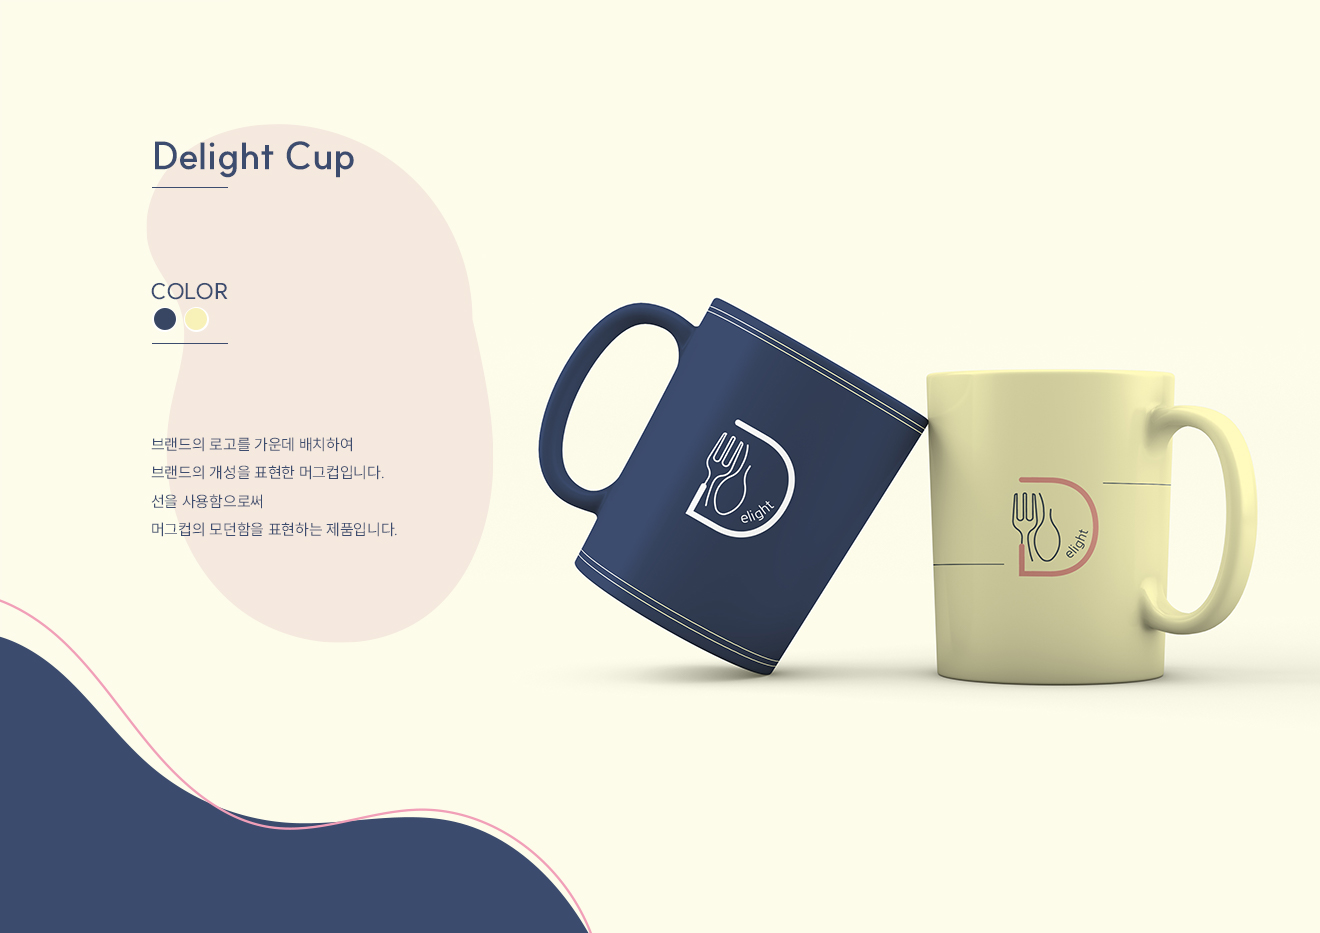 Delight Cup
COLOR
브랜드의 로고를 가운데 배치하여
브랜드의 개성을 표현한 머그컵입니다.
선을 사용함으로써
머그컵의 모던함을 표현하는 제품입니다.
Delight
Delight